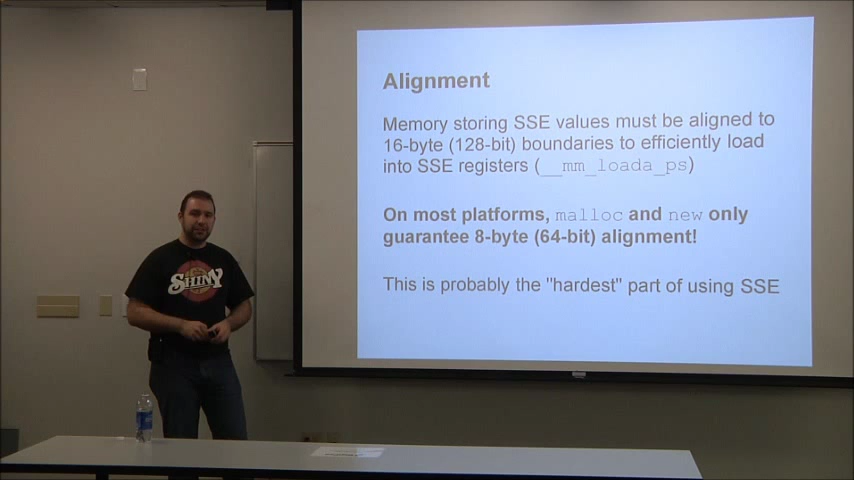 Alignment
Memory storing SSE values must be aligned to
16-byte (128-bit) boundaries to efficiently load
into SSE registers (__mm_loada_ps)
On most platforms, malloc and new only
guarantee 8-byte (64-bit) alignment!
This is probably the "hardest" part of using SSE
SHINY